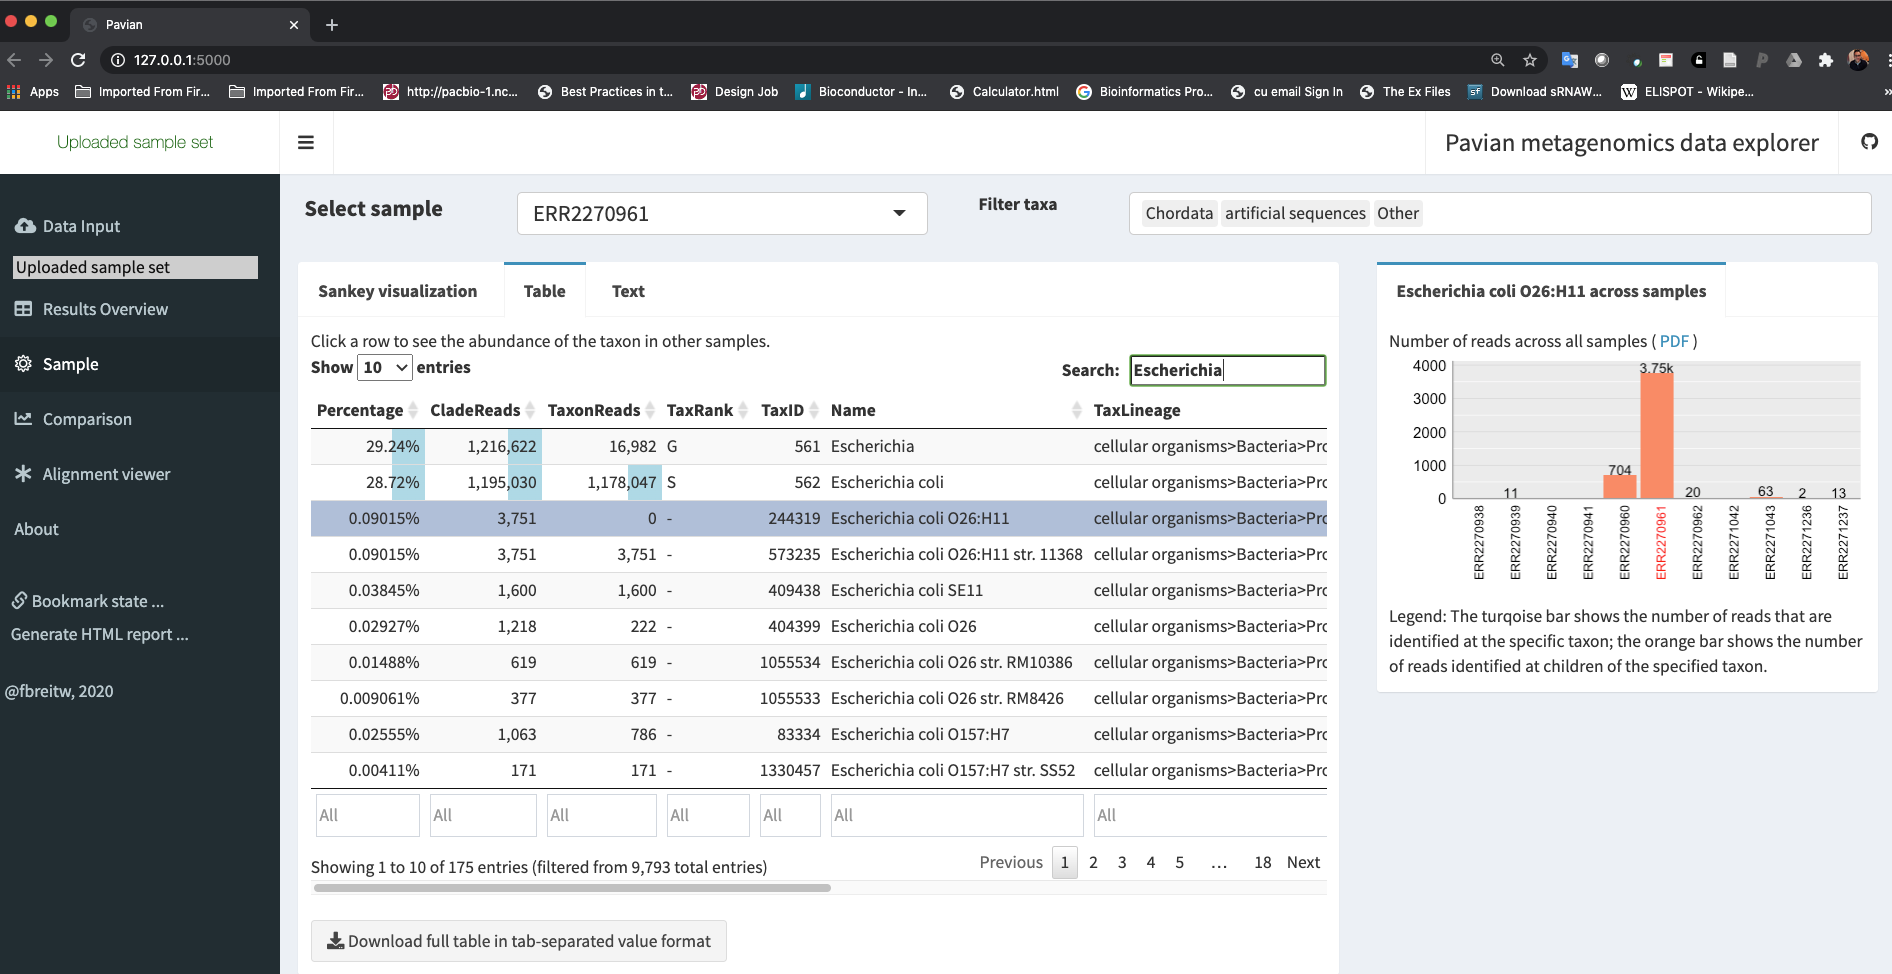 Pavian
127.0.0.1:5000
Apps Imported From Fir... Imported From Fir... http://pacbio-1.nc... Best Practices in t... Design Job Bioconductor - In... Calculator.html Bioinformatics Pro... cu email Sign In The Ex Files Download sRNAW... ELISPOT - Wikipe...
Uploaded sample set
Pavian metagenomics data explorer
Data Input
Uploaded sample set
Results Overview
Sample
Comparison
Alignment viewer
About
Bookmark state ...
Generate HTML report ...
@fbreitw, 2020
Select sample ERR2270961 Filter taxa Chordata artificial sequences Other
Sankey visualization Table Text
Click a row to see the abundance of the taxon in other samples.
Show 10 entries Search: Escherichia
Percentage CladeReads TaxonReads TaxRank TaxID Name TaxLineage
29.24% 1,216,622 16,982 G 561 Escherichia cellular organisms>Bacteria>Prc
28.72% 1,195,030 1,178,047 S 562 Escherichia coli cellular organisms>Bacteria>Prc
0.09015% 3,751 0 - 244319 Escherichia coli O26:H11 cellular organisms>Bacteria>Prc
0.09015% 3,751 3,751 - 573235 Escherichia coli O26:H11 str. 11368 cellular organisms>Bacteria>Prc
0.03845% 1,600 1,600 - 409438 Escherichia coli SE11 cellular organisms>Bacteria>Prc
0.02927% 1,218 222 - 404399 Escherichia coli O26 cellular organisms>Bacteria>Prc
0.01488% 619 619 - 1055534 Escherichia coli O26 str. RM10386 cellular organisms>Bacteria>Prc
0.009061% 377 377 - 1055533 Escherichia coli O26 str. RM8426 cellular organisms>Bacteria>Prc
0.02555% 1,063 786 - 83334 Escherichia coli O157:H7 cellular organisms>Bacteria>Prc
0.00411% 171 171 - 1330457 Escherichia coli O157:H7 str. SS52 cellular organisms>Bacteria>Prc
All All All All All All All
Showing 1 to 10 of 175 entries (filtered from 9,793 total entries) Previous 1 2 3 4 5 ... 18 Next
Download full table in tab-separated value format
Escherichia coli O26:H11 across samples
Number of reads across all samples ( PDF )
4000
3000
2000
1000
0
11 704 3.75k 20 63 2 13
ERR2270938 ERR2270939 ERR2270940 ERR2270941 ERR2270960 ERR2270961 ERR2270962 ERR2271042 ERR2271043 ERR2271236 ERR2271237
Legend: The turqoise bar shows the number of reads that are
identified at the specific taxon; the orange bar shows the number
of reads identified at children of the specified taxon.